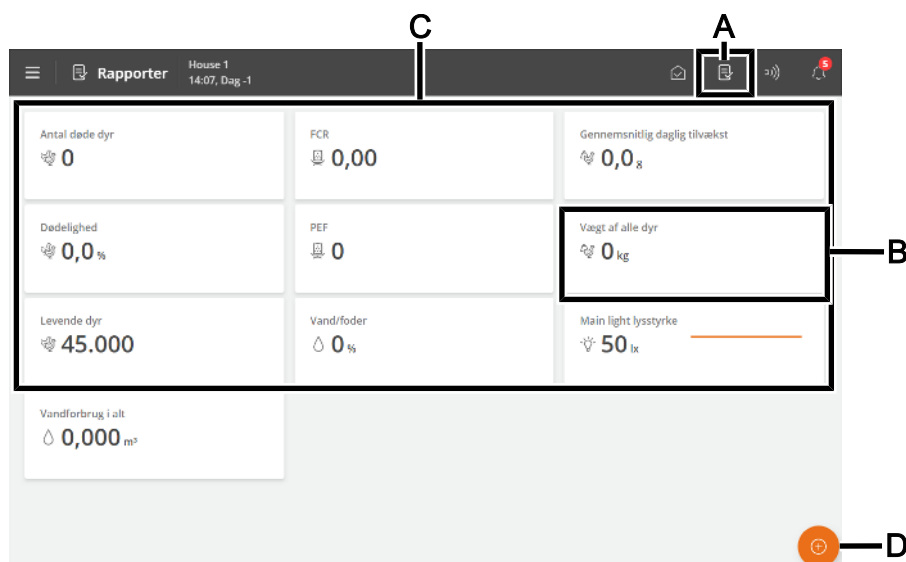 C
A
Rapporter
House 1
14:07, Dag -1
5
Antal døde dyr
0
FCR
0,00
Gennemsnitlig daglig tilvækst
0,0 g
Dødelighed
0,0 %
PEF
0
Vægt af alle dyr
0 kg
B
Levende dyr
45.000
Vand/foder
0 %
Main light lysstyrke
50 lx
Vandforbrug i alt
0,000 m³
D